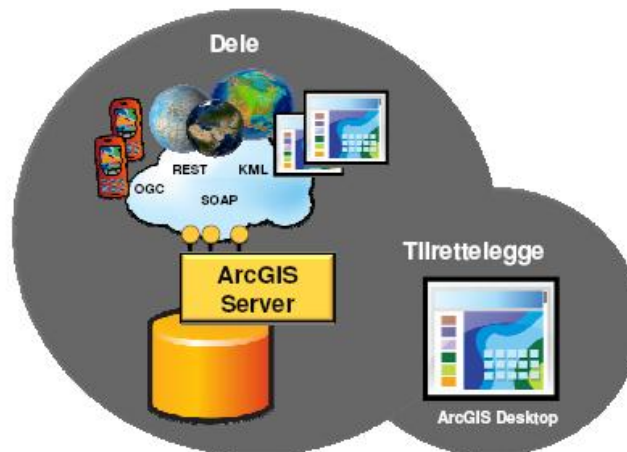 Dele
REST
KML
OGC
SOAP
ArcGIS
Server
Tilrettelegge
ArcGIS Desktop